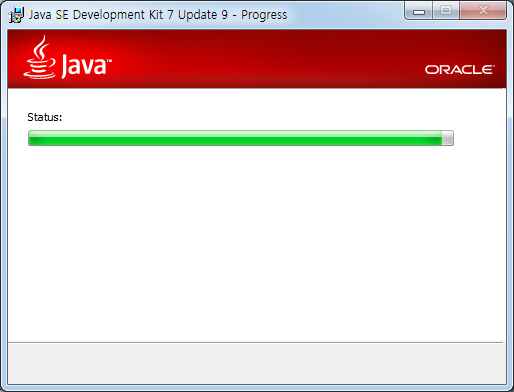 Java SE Development Kit 7 Update 9 - Progress
Java™
ORACLE®
Status: